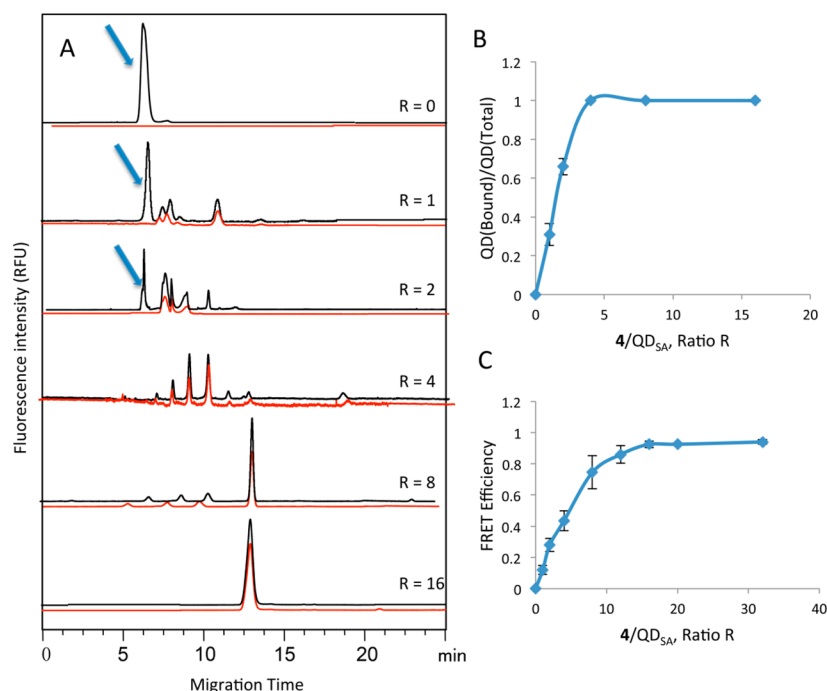 A
R = 0
R = 1
R = 2
R = 4
R = 8
R = 16
Fluorescence intensity (RFU)
0 5 10 15 20 min
Migration Time
B
1.2
1
0.8
0.6
0.4
0.2
0
QD(Bound)/QD(Total)
0 5 10 15 20
4/QDSA, Ratio R
C
1.2
1
0.8
0.6
0.4
0.2
0
FRET Efficiency
0 10 20 30 40
4/QDSA, Ratio R